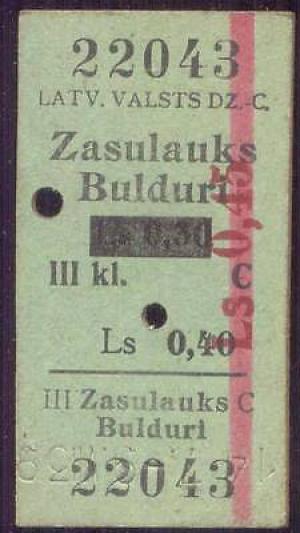 22043
LATV. VALSTS DZ.-C.
Zasulauks
Bulduri
Ls 0,30
Ls 0,45
III kl. C
Ls 0,40
III Zasulauks C
Bulduri
22043